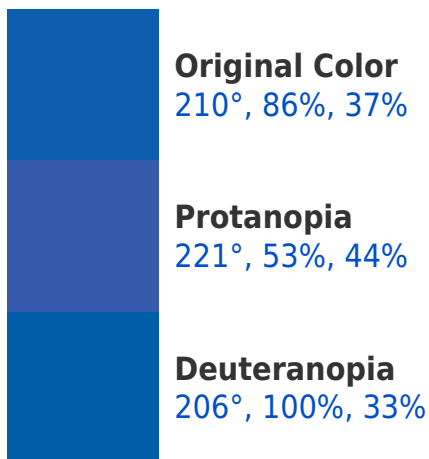 Original Color
210°, 86%, 37%
Protanopia
221°, 53%, 44%
Deuteranopia
206°, 100%, 33%